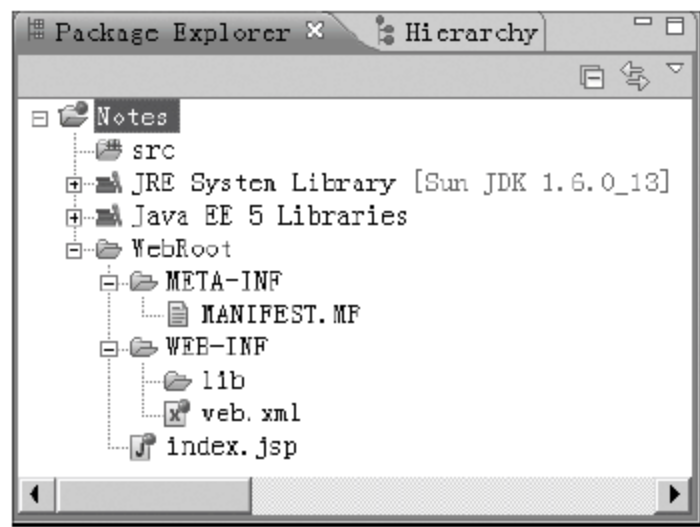 Package Explorer Hierarchy
Notes
src
JRE System Library [Sun JDK 1.6.0_13]
Java EE 5 Libraries
WebRoot
META-INF
MANIFEST.MF
WEB-INF
lib
web.xml
index.jsp